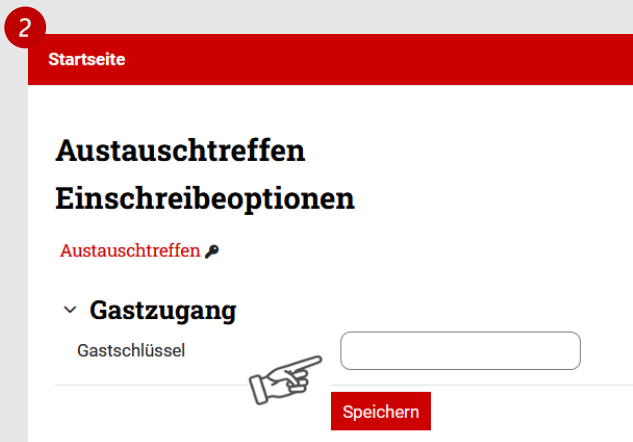 2
Startseite
Austauschtreffen
Einschreibeoptionen
Austauschtreffen
Gastzugang
Gastschlüssel
Speichern